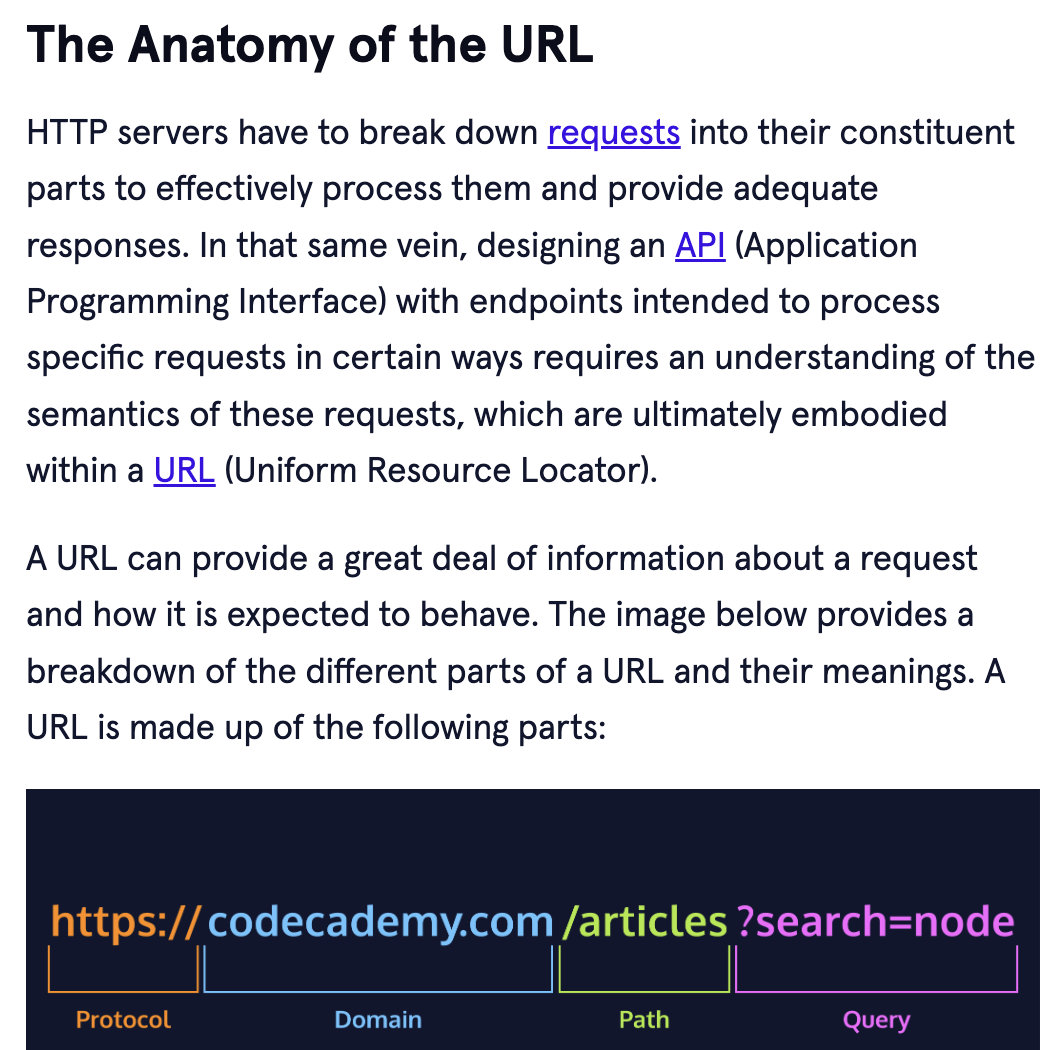 The Anatomy of the URL
HTTP servers have to break down requests into their constituent
parts to effectively process them and provide adequate
responses. In that same vein, designing an API (Application
Programming Interface) with endpoints intended to process
specific requests in certain ways requires an understanding of the
semantics of these requests, which are ultimately embodied
within a URL (Uniform Resource Locator).
A URL can provide a great deal of information about a request
and how it is expected to behave. The image below provides a
breakdown of the different parts of a URL and their meanings. A
URL is made up of the following parts:
https://codecademy.com/articles?search=node
Protocol Domain Path Query